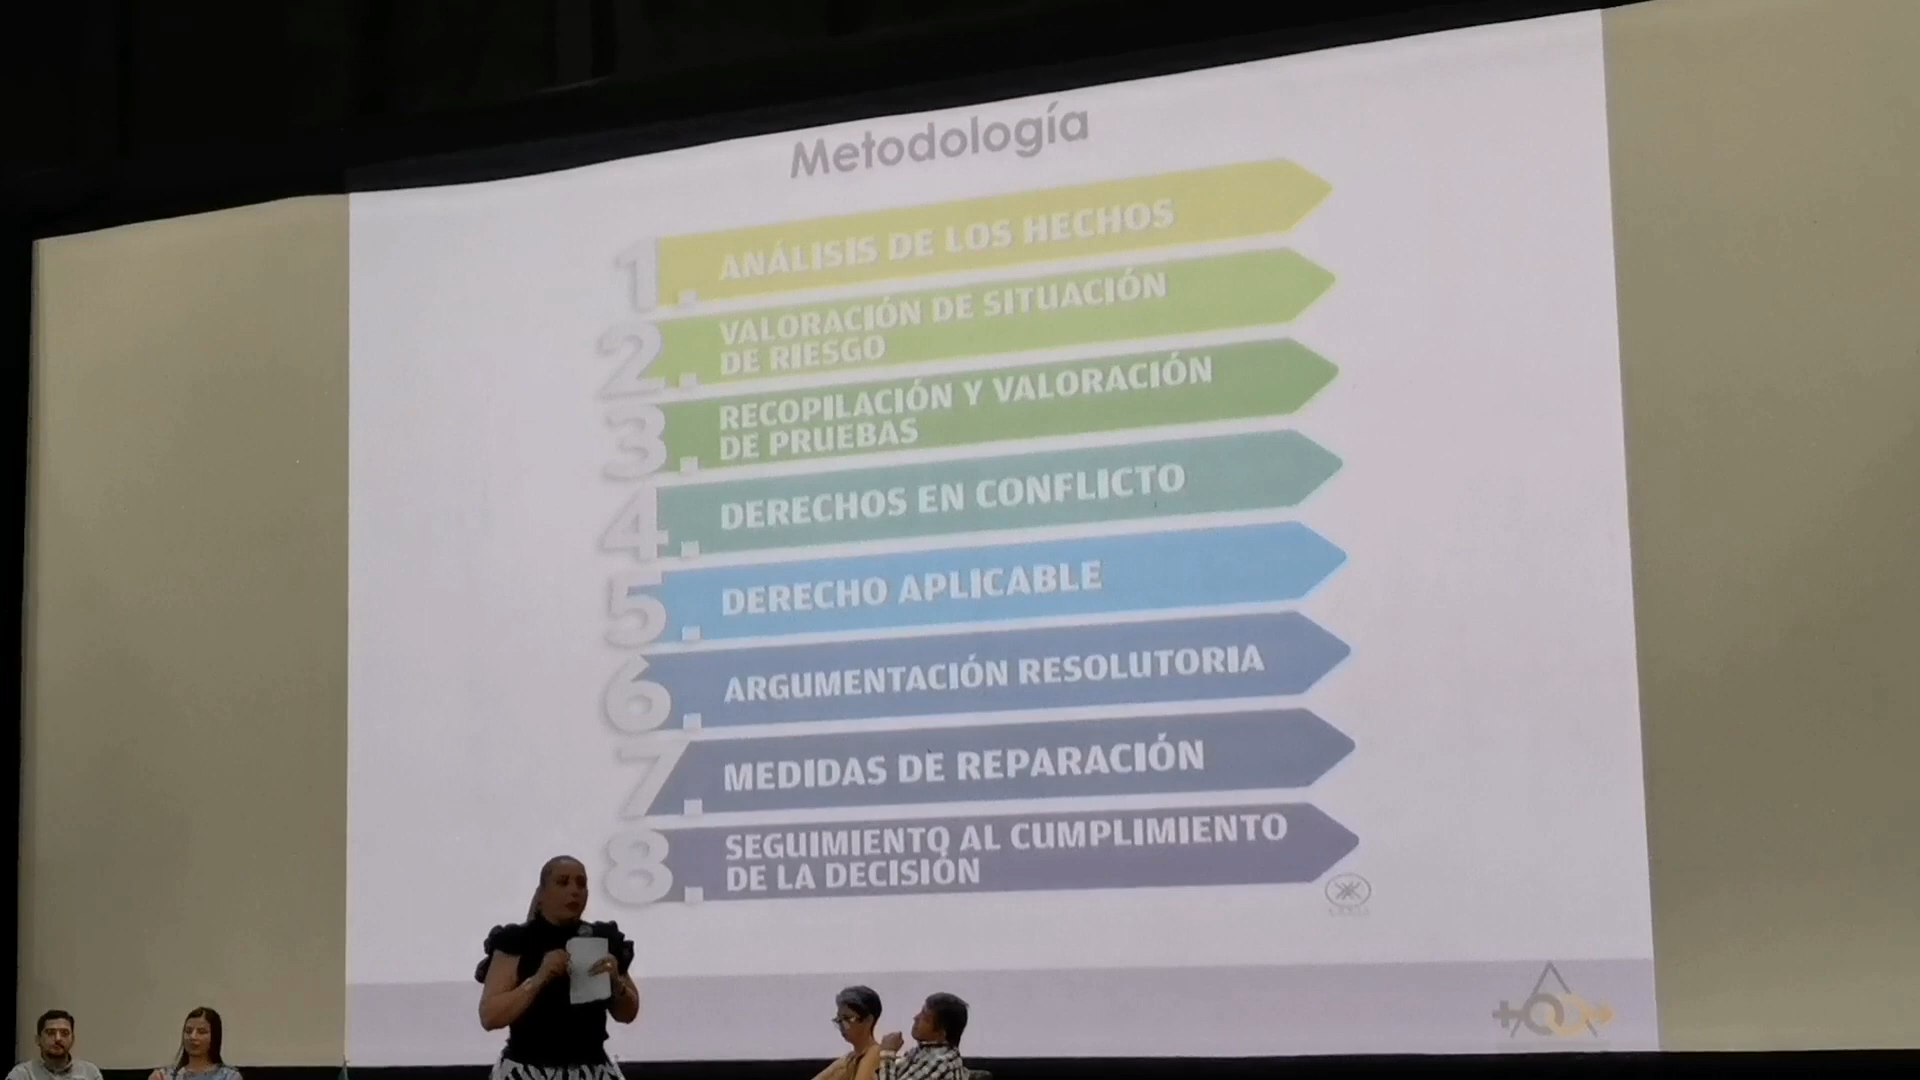 Metodología
1. ANÁLISIS DE LOS HECHOS
2. VALORACIÓN DE SITUACIÓN
DE RIESGO
3. RECOPILACIÓN Y VALORACIÓN
DE PRUEBAS
4. DERECHOS EN CONFLICTO
5. DERECHO APLICABLE
6. ARGUMENTACIÓN RESOLUTORIA
7. MEDIDAS DE REPARACIÓN
8. SEGUIMIENTO AL CUMPLIMIENTO
DE LA DECISIÓN